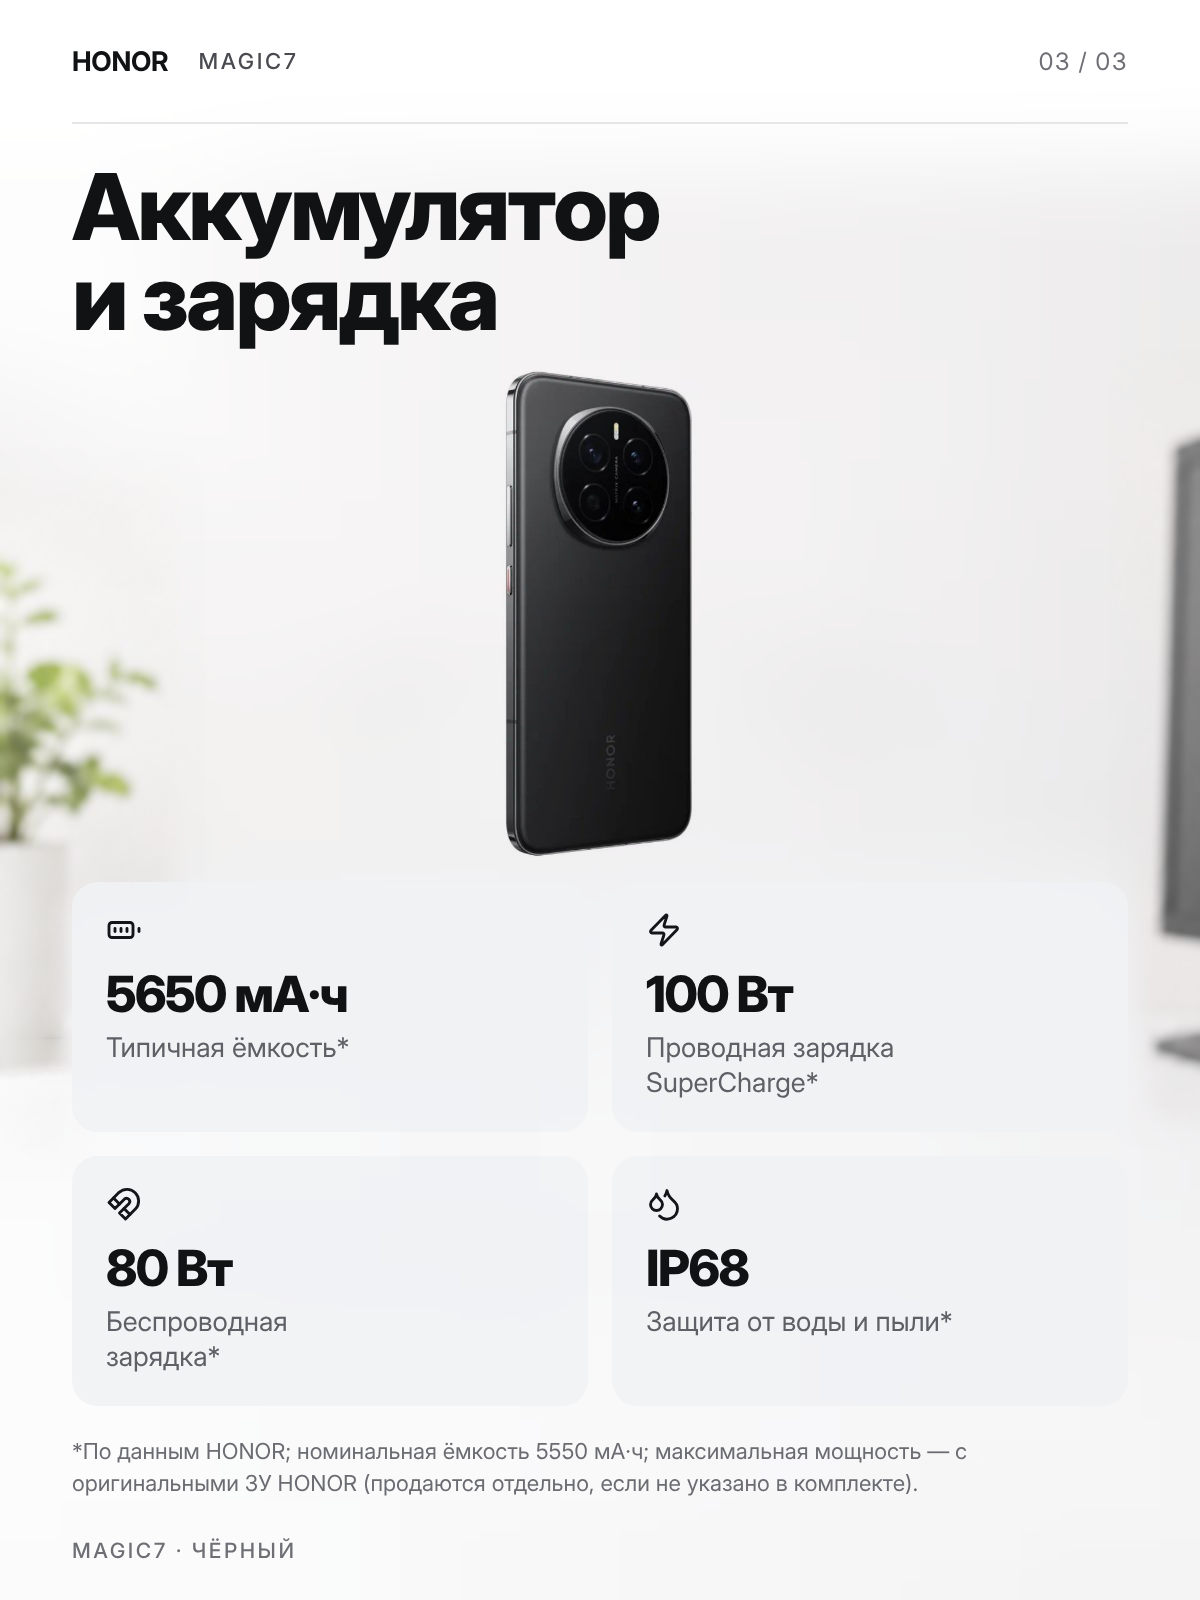 HONOR MAGIC7 03 / 03
Аккумулятор
и зарядка
HONOR
5650 мА·ч
Типичная ёмкость*
100 Вт
Проводная зарядка
SuperCharge*
80 Вт
Беспроводная
зарядка*
IP68
Защита от воды и пыли*
*По данным HONOR; номинальная ёмкость 5550 мА·ч; максимальная мощность — с
оригинальными ЗУ HONOR (продаются отдельно, если не указано в комплекте).
MAGIC7 · ЧЁРНЫЙ